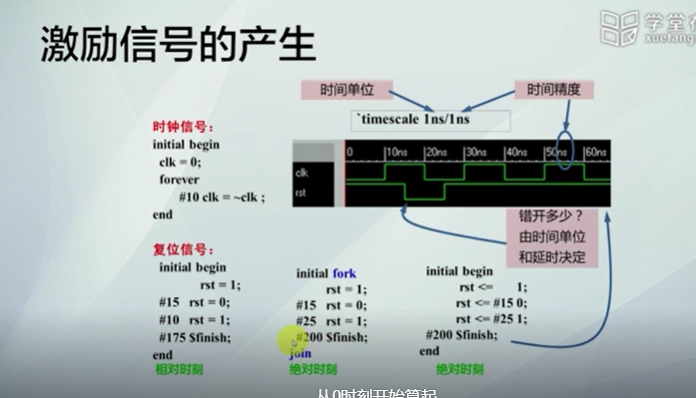 激励信号的产生
学堂在
xuetang
时间单位
时间精度
`timescale 1ns/1ns
时钟信号：
initial begin
clk = 0;
forever
#10 clk = ~clk ;
end
0 10ns 20ns 30ns 40ns 50ns 60ns
clk
rst
错开多少？
由时间单位
和延时决定
复位信号：
initial begin
rst = 1;
#15 rst = 0;
#10 rst = 1;
#175 $finish;
end
相对时刻
initial fork
rst = 1;
#15 rst = 0;
#25 rst = 1;
#200 $finish;
join
绝对时刻
initial begin
rst <= 1;
rst <= #15 0;
rst <= #25 1;
#200 $finish;
end
绝对时刻
从0时刻开始算起